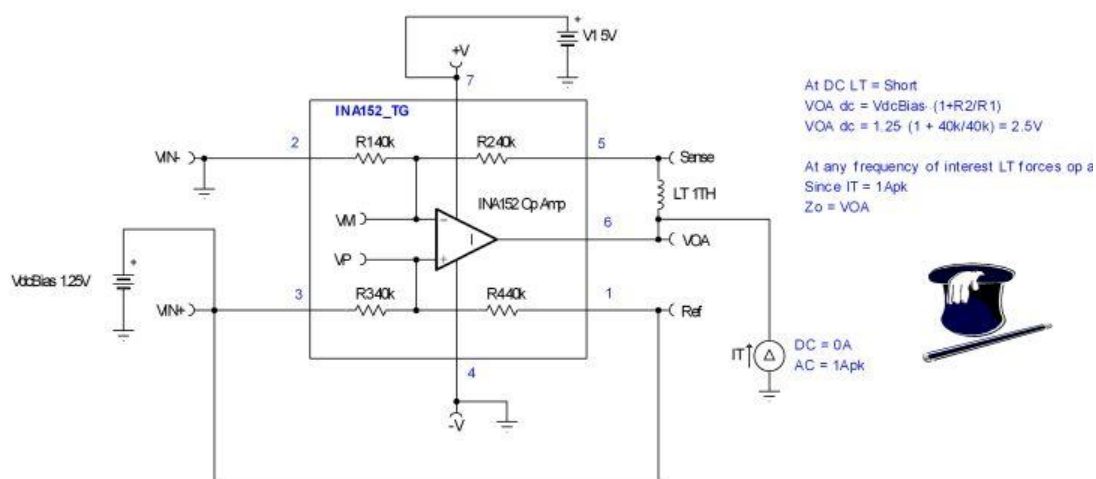 +
V1 5V
+V
7
INA152_TG
2
R1 40k
R2 40k
5
VIN-
Sense
LT 1TH
INA152 Op Amp
VM
-
6
VOA
VP
+
I
+
VdcBias 1.25V
VIN+
3
R3 40k
R4 40k
1
Ref
4
-V
IT
DC = 0A
AC = 1Apk
At DC LT = Short
VOA dc = VdcBias· (1+R2/R1)
VOA dc = 1.25· (1 + 40k/40k) = 2.5V
At any frequency of interest LT forces op a
Since IT = 1Apk
Zo = VOA